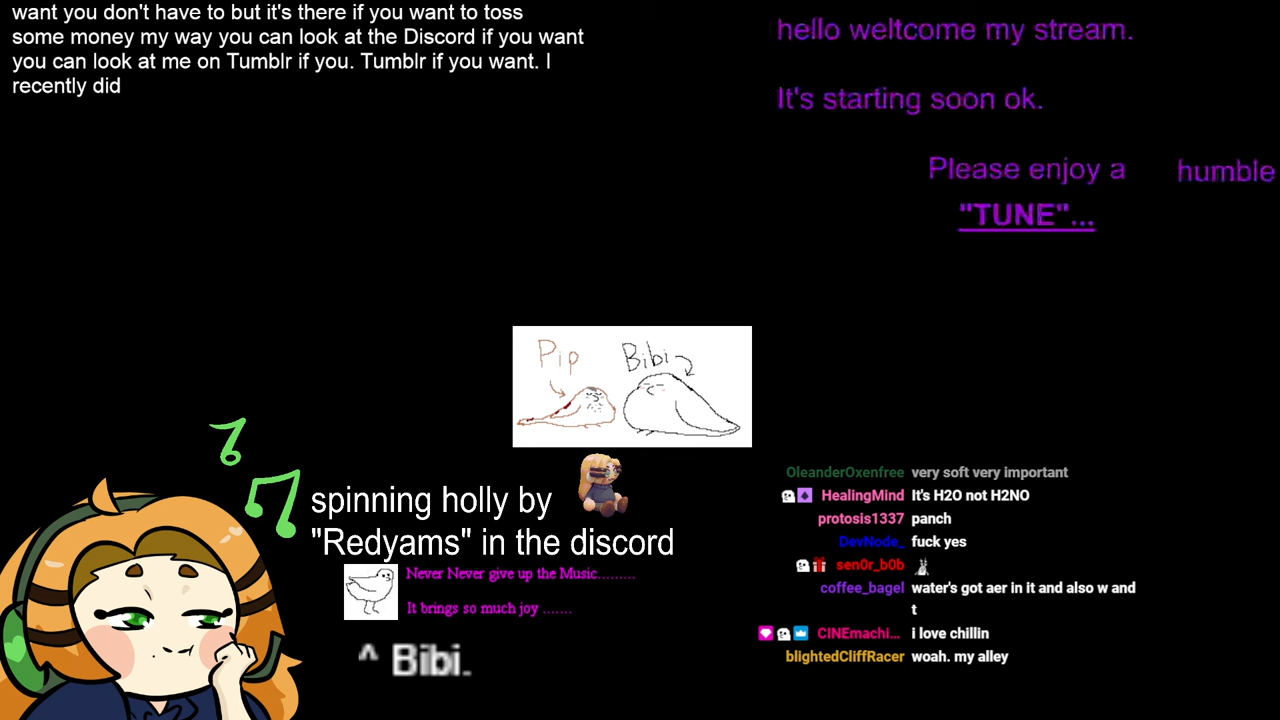 want you don't have to but it's there if you want to toss
some money my way you can look at the Discord if you want
you can look at me on Tumblr if you. Tumblr if you want. I
recently did
hello weltcome my stream.
It's starting soon ok.
Please enjoy a humble
"TUNE"...
Pip
Bibi
spinning holly by
"Redyams" in the discord
Never Never give up the Music.........
It brings so much joy .......
^ Bibi.
OleanderOxenfree very soft very important
HealingMind It's H2O not H2NO
protosis1337 panch
DevNode_ fuck yes
sen0r_b0b
coffee_bagel water's got aer in it and also w and
t
CINEmachi... i love chillin
blightedCliffRacer woah. my alley